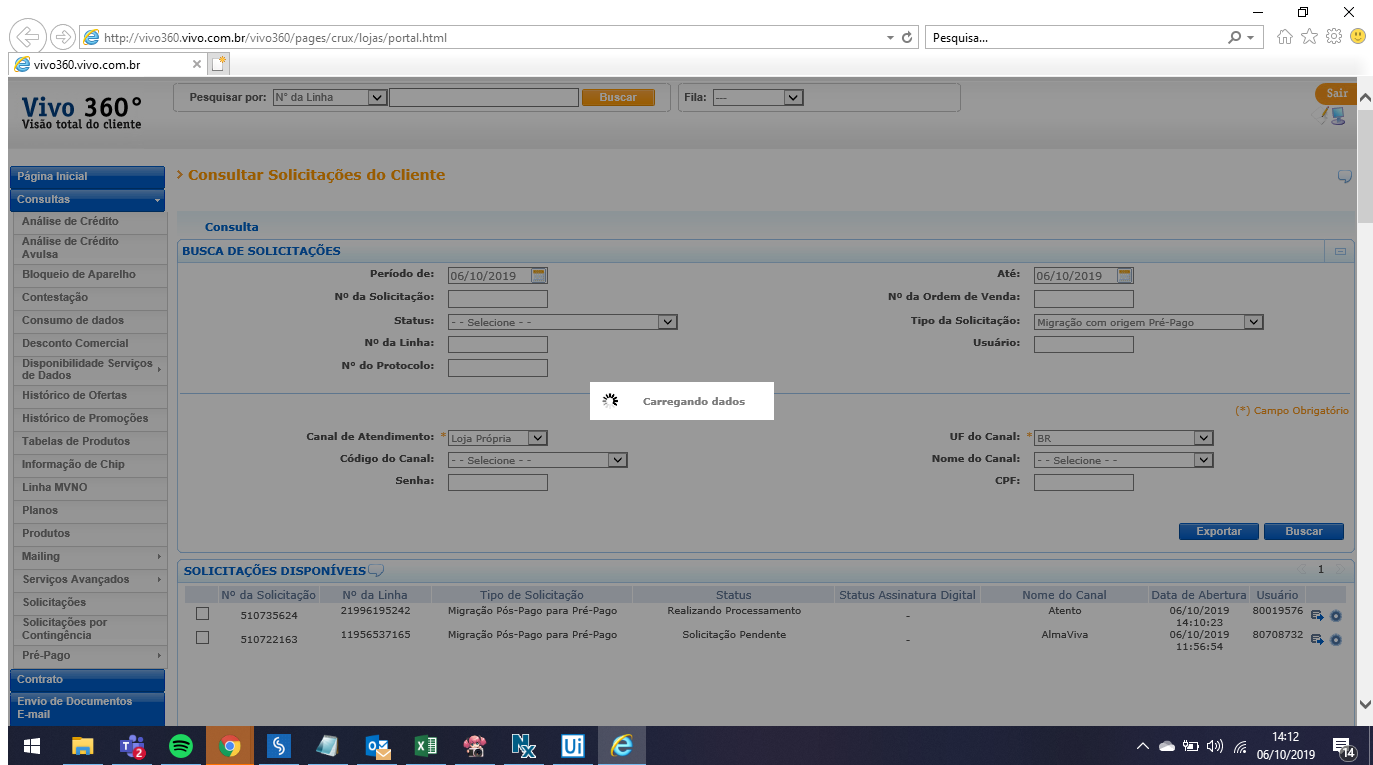 http://vivo360.vivo.com.br/vivo360/pages/crux/lojas/portal.html
Pesquisa...
vivo360.vivo.com.br
Vivo 360°
Visão total do cliente
Pesquisar por: N° da Linha Buscar
Fila: ---
Sair
Página Inicial
Consultas
Análise de Crédito
Análise de Crédito
Avulsa
Bloqueio de Aparelho
Contestação
Consumo de dados
Desconto Comercial
Disponibilidade Serviços
de Dados
Histórico de Ofertas
Histórico de Promoções
Tabelas de Produtos
Informação de Chip
Linha MVNO
Planos
Produtos
Mailing
Serviços Avançados
Solicitações
Solicitações por
Contingência
Pré-Pago
Contrato
Envio de Documentos
E-mail
> Consultar Solicitações do Cliente
Consulta
BUSCA DE SOLICITAÇÕES
Período de: 06/10/2019 Até: 06/10/2019
Nº da Solicitação: Nº da Ordem de Venda:
Status: - - Selecione - - Tipo da Solicitação: Migração com origem Pré-Pago
Nº da Linha: Usuário:
Nº do Protocolo:
Carregando dados
(*) Campo Obrigatório
Canal de Atendimento: * Loja Própria UF do Canal: * BR
Código do Canal: - - Selecione - - Nome do Canal: - - Selecione - -
Senha: CPF:
Exportar Buscar
SOLICITAÇÕES DISPONÍVEIS 1
Nº da Solicitação Nº da Linha Tipo de Solicitação Status Status Assinatura Digital Nome do Canal Data de Abertura Usuário
510735624 21996195242 Migração Pós-Pago para Pré-Pago Realizando Processamento - Atento 06/10/2019 80019576
14:10:23
510722163 11956537165 Migração Pós-Pago para Pré-Pago Solicitação Pendente - AlmaViva 06/10/2019 80708732
11:56:54
2
Ui
14:12
06/10/2019
14